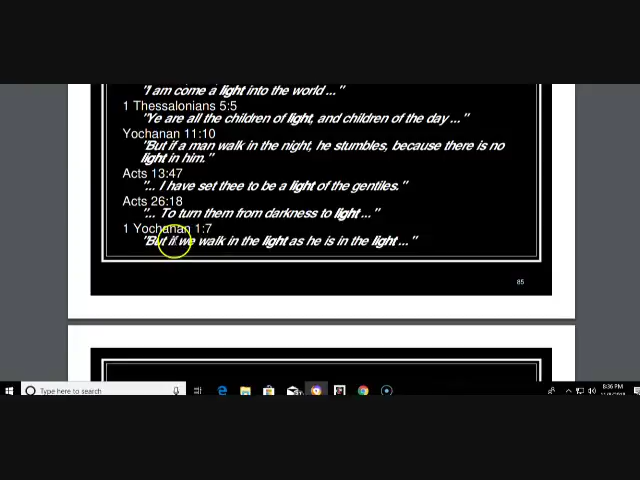 "I am come a light into the world ..."
1 Thessalonians 5:5
"Ye are all the children of light, and children of the day ..."
Yochanan 11:10
"But if a man walk in the night, he stumbles, because there is no
light in him."
Acts 13:47
"... I have set thee to be a light of the gentiles."
Acts 26:18
"... To turn them from darkness to light ..."
1 Yochanan 1:7
"But if we walk in the light as he is in the light ..."
85
Type here to search
8:36 PM